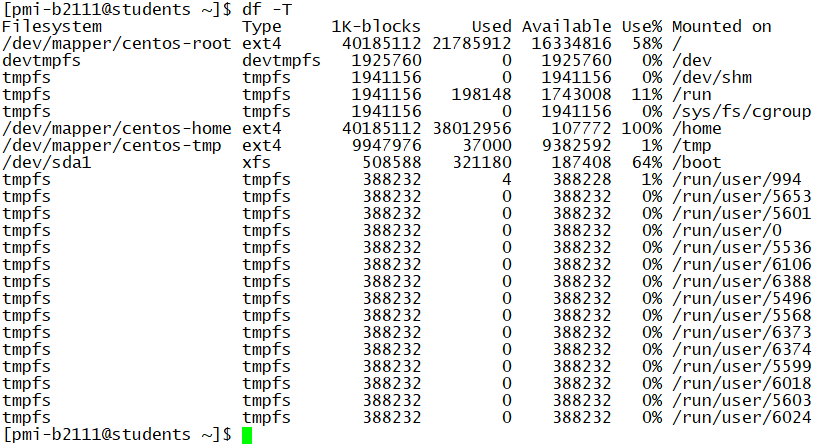 [pmi-b2111@students ~]$ df -T
Filesystem              Type     1K-blocks     Used Available Use% Mounted on
/dev/mapper/centos-root ext4      40185112 21785912  16334816  58% /
devtmpfs                devtmpfs   1925760        0   1925760   0% /dev
tmpfs                   tmpfs      1941156        0   1941156   0% /dev/shm
tmpfs                   tmpfs      1941156   198148   1743008  11% /run
tmpfs                   tmpfs      1941156        0   1941156   0% /sys/fs/cgroup
/dev/mapper/centos-home ext4      40185112 38012956    107772 100% /home
/dev/mapper/centos-tmp  ext4       9947976    37000   9382592   1% /tmp
/dev/sda1               xfs         508588   321180    187408  64% /boot
tmpfs                   tmpfs       388232        4    388228   1% /run/user/994
tmpfs                   tmpfs       388232        0    388232   0% /run/user/5653
tmpfs                   tmpfs       388232        0    388232   0% /run/user/5601
tmpfs                   tmpfs       388232        0    388232   0% /run/user/0
tmpfs                   tmpfs       388232        0    388232   0% /run/user/5536
tmpfs                   tmpfs       388232        0    388232   0% /run/user/6106
tmpfs                   tmpfs       388232        0    388232   0% /run/user/6388
tmpfs                   tmpfs       388232        0    388232   0% /run/user/5496
tmpfs                   tmpfs       388232        0    388232   0% /run/user/5568
tmpfs                   tmpfs       388232        0    388232   0% /run/user/6373
tmpfs                   tmpfs       388232        0    388232   0% /run/user/6374
tmpfs                   tmpfs       388232        0    388232   0% /run/user/5599
tmpfs                   tmpfs       388232        0    388232   0% /run/user/6018
tmpfs                   tmpfs       388232        0    388232   0% /run/user/5603
tmpfs                   tmpfs       388232        0    388232   0% /run/user/6024
[pmi-b2111@students ~]$